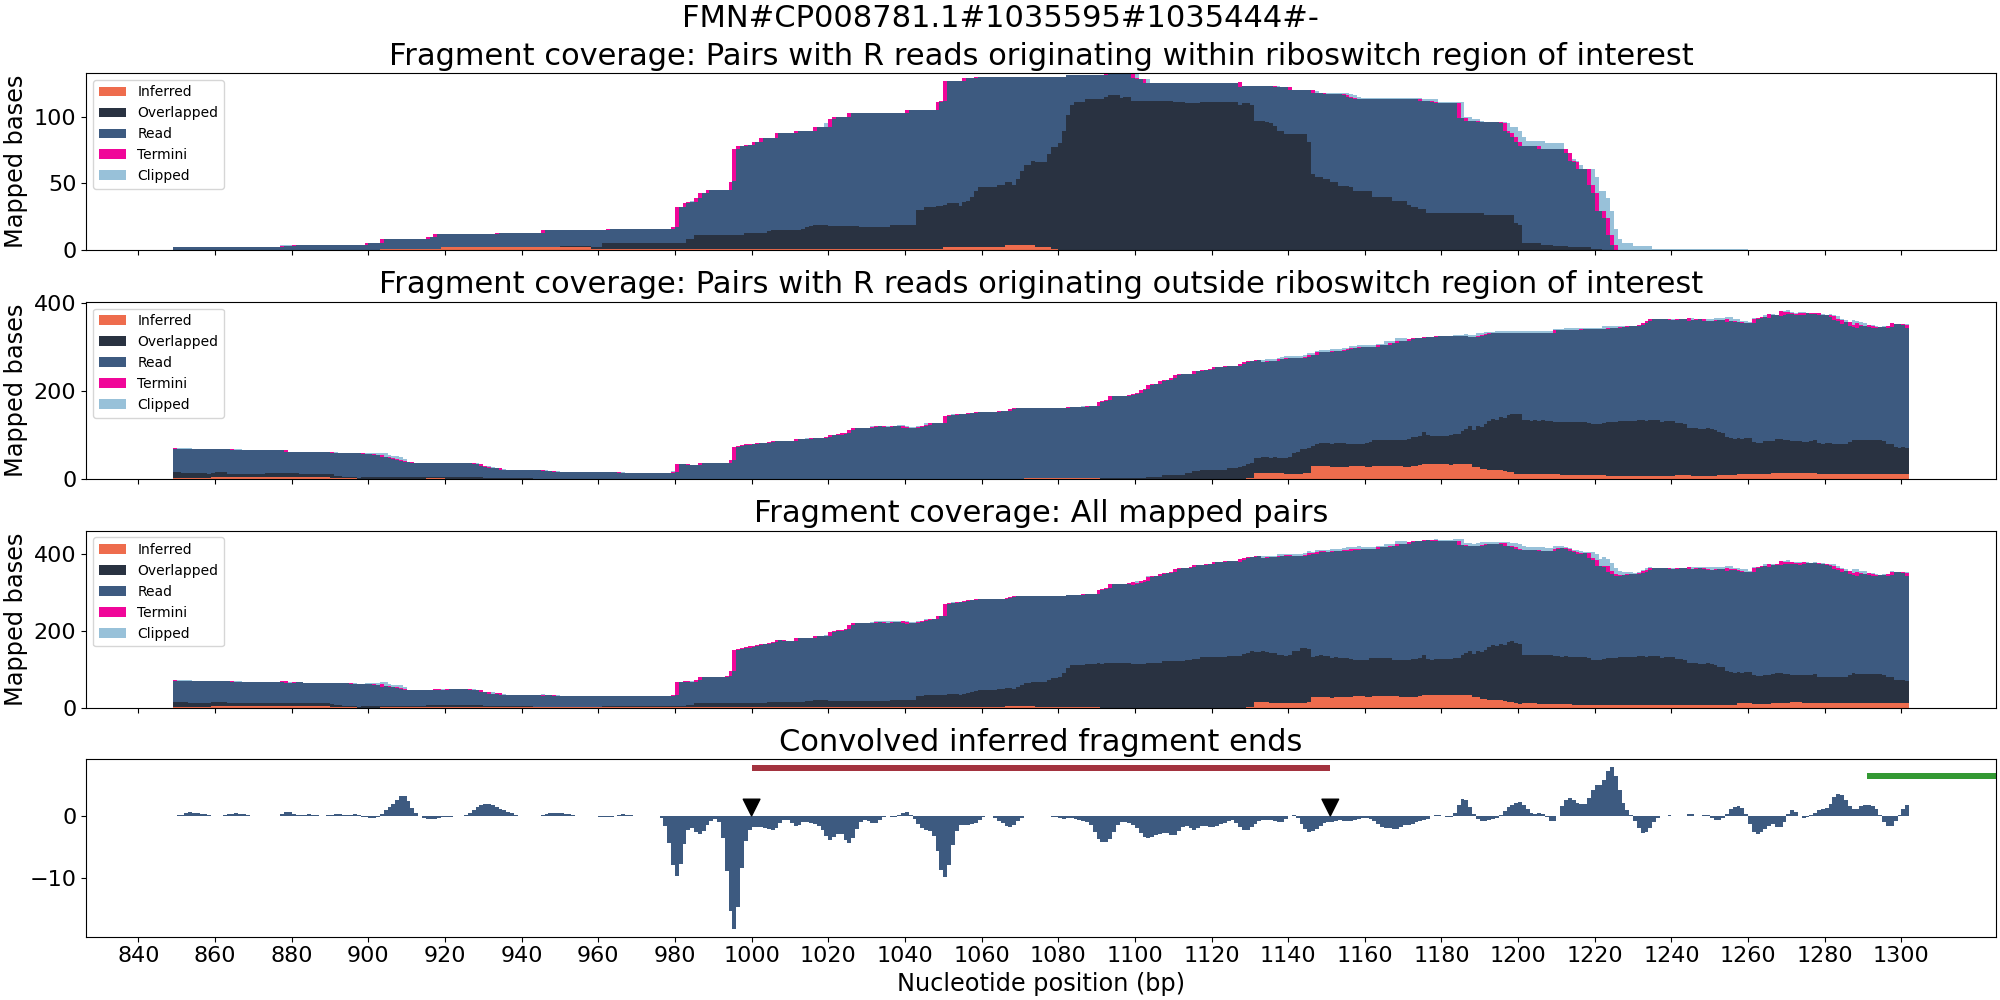 FMN#CP008781.1#1035595#1035444#-
Fragment coverage: Pairs with R reads originating within riboswitch region of interest
Mapped bases
100
50
0
Inferred
Overlapped
Read
Termini
Clipped
Fragment coverage: Pairs with R reads originating outside riboswitch region of interest
Mapped bases
400
200
0
Inferred
Overlapped
Read
Termini
Clipped
Fragment coverage: All mapped pairs
Mapped bases
400
200
0
Inferred
Overlapped
Read
Termini
Clipped
Convolved inferred fragment ends
0
−10
840 860 880 900 920 940 960 980 1000 1020 1040 1060 1080 1100 1120 1140 1160 1180 1200 1220 1240 1260 1280 1300
Nucleotide position (bp)